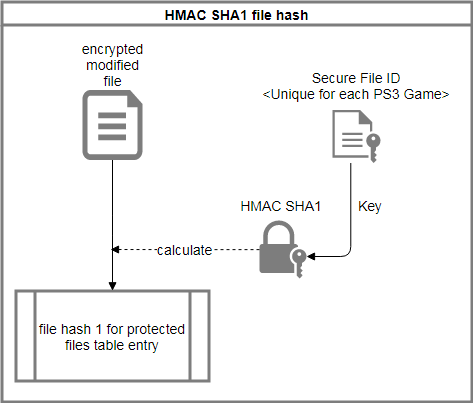 HMAC SHA1 file hash
encrypted
modified
file
Secure File ID
<Unique for each PS3 Game>
HMAC SHA1
Key
calculate
file hash 1 for protected
files table entry